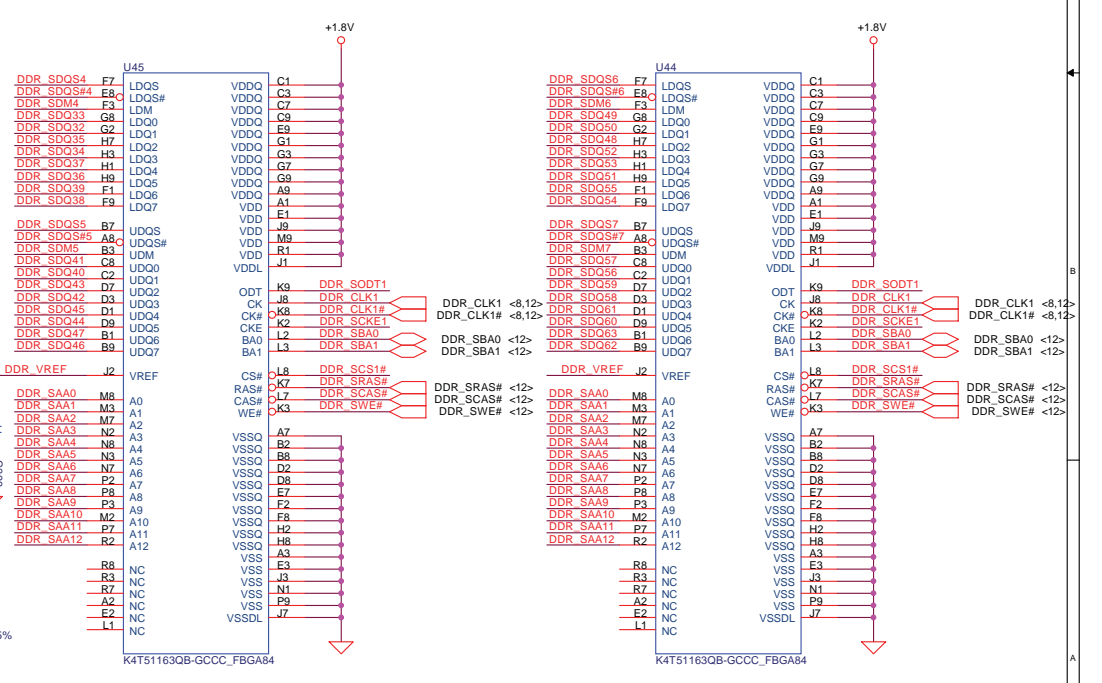 +1.8V
U45
DDR_SDQS4 F7 LDQS VDDQ C1
DDR_SDQS#4 E8 LDQS# VDDQ C3
DDR_SDM4 F3 LDM VDDQ C7
DDR_SDQ33 G8 LDQ0 VDDQ C9
DDR_SDQ32 G2 LDQ1 VDDQ E9
DDR_SDQ35 H7 LDQ2 VDDQ G1
DDR_SDQ34 H3 LDQ3 VDDQ G3
DDR_SDQ37 H1 LDQ4 VDDQ G7
DDR_SDQ36 H9 LDQ5 VDDQ G9
DDR_SDQ39 F1 LDQ6 VDDQ A9
DDR_SDQ38 F9 LDQ7 VDD A1
VDD E1
DDR_SDQS5 B7 UDQS VDD J9
DDR_SDQS#5 A8 UDQS# VDD M9
DDR_SDM5 B3 UDM VDD R1
DDR_SDQ41 C8 UDQ0 VDDL J1
DDR_SDQ40 C2 UDQ1
DDR_SDQ43 D7 UDQ2 ODT K9 DDR_SODT1
DDR_SDQ42 D3 UDQ3 CK J8 DDR_CLK1 DDR_CLK1 <8,12>
DDR_SDQ45 D1 UDQ4 CK# K8 DDR_CLK1# DDR_CLK1# <8,12>
DDR_SDQ44 D9 UDQ5 CKE K2 DDR_SCKE1
DDR_SDQ47 B1 UDQ6 BA0 L2 DDR_SBA0 DDR_SBA0 <12>
DDR_SDQ46 B9 UDQ7 BA1 L3 DDR_SBA1 DDR_SBA1 <12>
DDR_VREF J2 VREF CS# L8 DDR_SCS1#
RAS# K7 DDR_SRAS# DDR_SRAS# <12>
DDR_SAA0 M8 A0 CAS# L7 DDR_SCAS# DDR_SCAS# <12>
DDR_SAA1 M3 A1 WE# K3 DDR_SWE# DDR_SWE# <12>
DDR_SAA2 M7 A2
DDR_SAA3 N2 A3 VSSQ A7
DDR_SAA4 N8 A4 VSSQ B2
DDR_SAA5 N3 A5 VSSQ B8
DDR_SAA6 N7 A6 VSSQ D2
DDR_SAA7 P2 A7 VSSQ D8
DDR_SAA8 P8 A8 VSSQ E7
DDR_SAA9 P3 A9 VSSQ F2
DDR_SAA10 M2 A10 VSSQ F8
DDR_SAA11 P7 A11 VSSQ H2
DDR_SAA12 R2 A12 VSSQ H8
VSS A3
R8 NC VSS E3
R3 NC VSS J3
R7 NC VSS N1
A2 NC VSS P9
E2 NC VSSDL J7
L1 NC
K4T51163QB-GCCC_FBGA84
5%
+1.8V
U44
DDR_SDQS6 F7 LDQS VDDQ C1
DDR_SDQS#6 E8 LDQS# VDDQ C3
DDR_SDM6 F3 LDM VDDQ C7
DDR_SDQ49 G8 LDQ0 VDDQ C9
DDR_SDQ50 G2 LDQ1 VDDQ E9
DDR_SDQ48 H7 LDQ2 VDDQ G1
DDR_SDQ52 H3 LDQ3 VDDQ G3
DDR_SDQ53 H1 LDQ4 VDDQ G7
DDR_SDQ51 H9 LDQ5 VDDQ G9
DDR_SDQ55 F1 LDQ6 VDDQ A9
DDR_SDQ54 F9 LDQ7 VDD A1
VDD E1
DDR_SDQS7 B7 UDQS VDD J9
DDR_SDQS#7 A8 UDQS# VDD M9
DDR_SDM7 B3 UDM VDD R1
DDR_SDQ57 C8 UDQ0 VDDL J1
DDR_SDQ56 C2 UDQ1
DDR_SDQ59 D7 UDQ2 ODT K9 DDR_SODT1
DDR_SDQ58 D3 UDQ3 CK J8 DDR_CLK1 DDR_CLK1 <8,12>
DDR_SDQ61 D1 UDQ4 CK# K8 DDR_CLK1# DDR_CLK1# <8,12>
DDR_SDQ60 D9 UDQ5 CKE K2 DDR_SCKE1
DDR_SDQ63 B1 UDQ6 BA0 L2 DDR_SBA0 DDR_SBA0 <12>
DDR_SDQ62 B9 UDQ7 BA1 L3 DDR_SBA1 DDR_SBA1 <12>
DDR_VREF J2 VREF CS# L8 DDR_SCS1#
RAS# K7 DDR_SRAS# DDR_SRAS# <12>
DDR_SAA0 M8 A0 CAS# L7 DDR_SCAS# DDR_SCAS# <12>
DDR_SAA1 M3 A1 WE# K3 DDR_SWE# DDR_SWE# <12>
DDR_SAA2 M7 A2
DDR_SAA3 N2 A3 VSSQ A7
DDR_SAA4 N8 A4 VSSQ B2
DDR_SAA5 N3 A5 VSSQ B8
DDR_SAA6 N7 A6 VSSQ D2
DDR_SAA7 P2 A7 VSSQ D8
DDR_SAA8 P8 A8 VSSQ E7
DDR_SAA9 P3 A9 VSSQ F2
DDR_SAA10 M2 A10 VSSQ F8
DDR_SAA11 P7 A11 VSSQ H2
DDR_SAA12 R2 A12 VSSQ H8
VSS A3
R8 NC VSS E3
R3 NC VSS J3
R7 NC VSS N1
A2 NC VSS P9
E2 NC VSSDL J7
L1 NC
K4T51163QB-GCCC_FBGA84
B
A